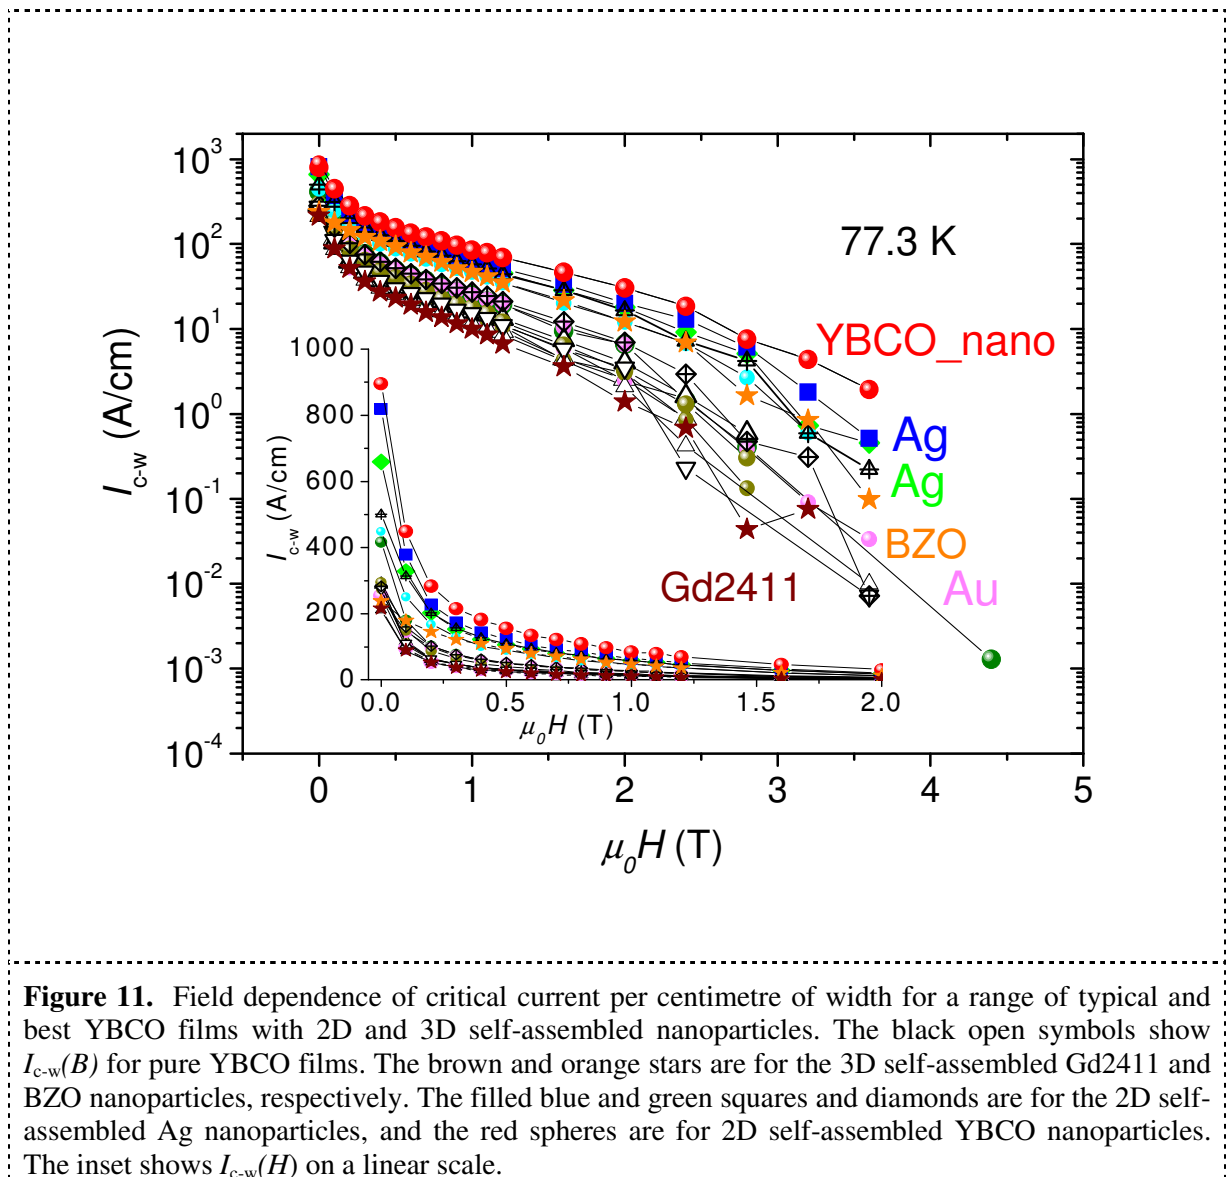 10³
10²
10¹
10⁰
10⁻¹
10⁻²
10⁻³
10⁻⁴
I_c-w (A/cm)
77.3 K
YBCO_nano
Ag
Ag
BZO
Au
Gd2411
1000
800
600
400
200
0
I_c-w (A/cm)
0.0 0.5 1.0 1.5 2.0
μ₀H (T)
0 1 2 3 4 5
μ₀H (T)
Figure 11. Field dependence of critical current per centimetre of width for a range of typical and
best YBCO films with 2D and 3D self-assembled nanoparticles. The black open symbols show
I_c-w(B) for pure YBCO films. The brown and orange stars are for the 3D self-assembled Gd2411 and
BZO nanoparticles, respectively. The filled blue and green squares and diamonds are for the 2D self-
assembled Ag nanoparticles, and the red spheres are for 2D self-assembled YBCO nanoparticles.
The inset shows I_c-w(H) on a linear scale.